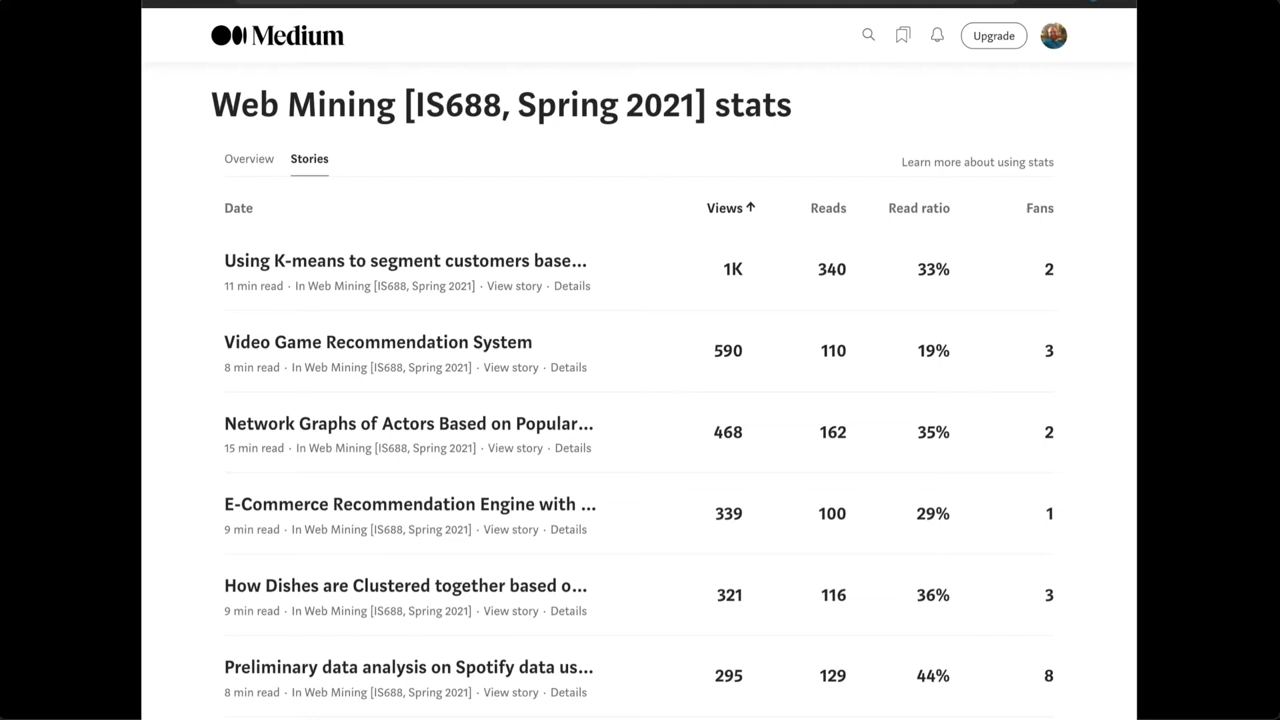 Medium
Upgrade
Web Mining [IS688, Spring 2021] stats
Overview Stories Learn more about using stats
Date Views ↑ Reads Read ratio Fans
Using K-means to segment customers base... 1K 340 33% 2
11 min read · In Web Mining [IS688, Spring 2021] · View story · Details
Video Game Recommendation System 590 110 19% 3
8 min read · In Web Mining [IS688, Spring 2021] · View story · Details
Network Graphs of Actors Based on Popular... 468 162 35% 2
15 min read · In Web Mining [IS688, Spring 2021] · View story · Details
E-Commerce Recommendation Engine with ... 339 100 29% 1
9 min read · In Web Mining [IS688, Spring 2021] · View story · Details
How Dishes are Clustered together based o... 321 116 36% 3
9 min read · In Web Mining [IS688, Spring 2021] · View story · Details
Preliminary data analysis on Spotify data us... 295 129 44% 8
8 min read · In Web Mining [IS688, Spring 2021] · View story · Details